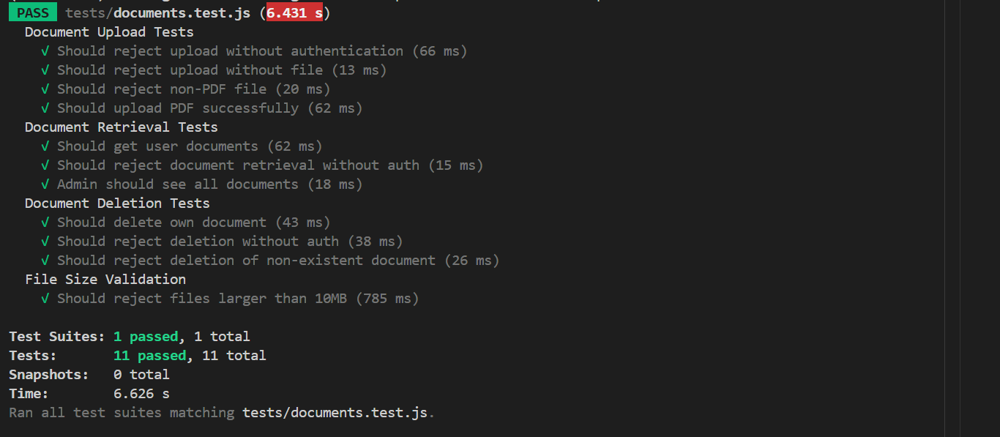 PASS tests/documents.test.js (6.431 s)
Document Upload Tests
√ Should reject upload without authentication (66 ms)
√ Should reject upload without file (13 ms)
√ Should reject non-PDF file (20 ms)
√ Should upload PDF successfully (62 ms)
Document Retrieval Tests
√ Should get user documents (62 ms)
√ Should reject document retrieval without auth (15 ms)
√ Admin should see all documents (18 ms)
Document Deletion Tests
√ Should delete own document (43 ms)
√ Should reject deletion without auth (38 ms)
√ Should reject deletion of non-existent document (26 ms)
File Size Validation
√ Should reject files larger than 10MB (785 ms)
Test Suites: 1 passed, 1 total
Tests: 11 passed, 11 total
Snapshots: 0 total
Time: 6.626 s
Ran all test suites matching tests/documents.test.js.